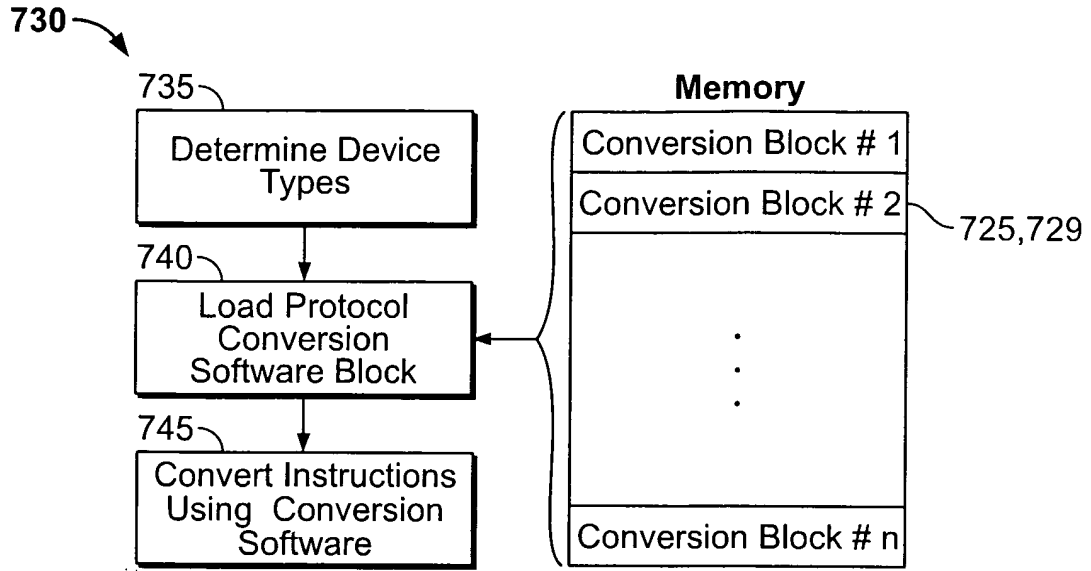 730
735
Determine Device
Types
740
Load Protocol
Conversion
Software Block
745
Convert Instructions
Using Conversion
Software
Memory
Conversion Block # 1
Conversion Block # 2
725,729
Conversion Block # n